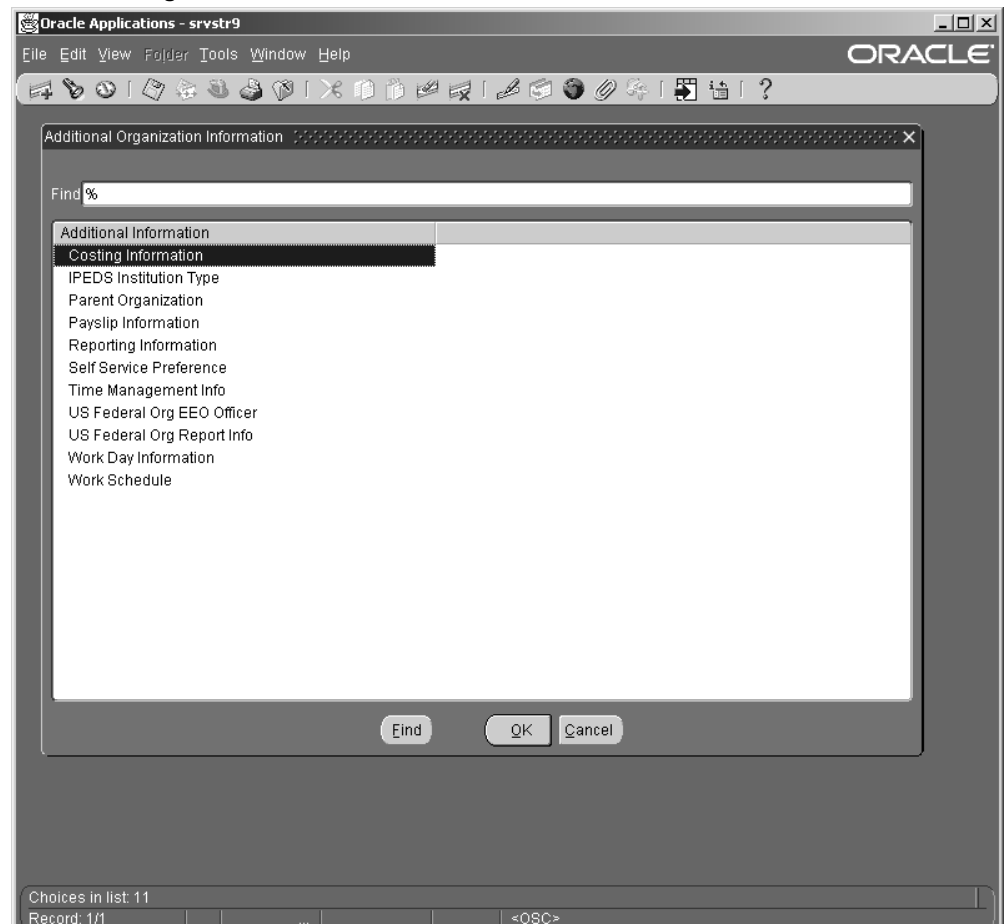 Oracle Applications - srvstr9
File Edit View Folder Tools Window Help
ORACLE
Additional Organization Information
Find %
Additional Information
Costing Information
IPEDS Institution Type
Parent Organization
Payslip Information
Reporting Information
Self Service Preference
Time Management Info
US Federal Org EEO Officer
US Federal Org Report Info
Work Day Information
Work Schedule
Find OK Cancel
Choices in list: 11
Record: 1/1 ... <OSC>